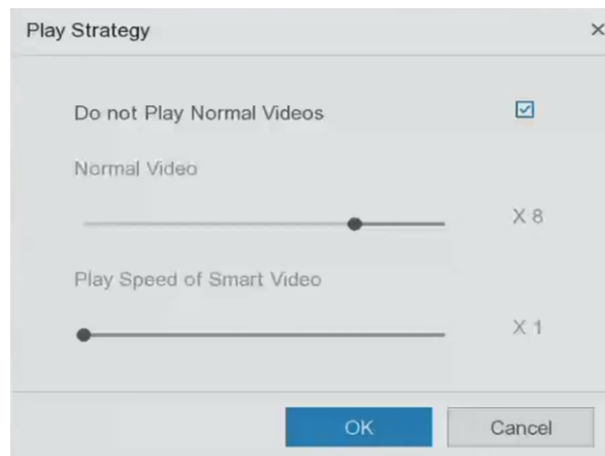 Play Strategy
Do not Play Normal Videos
Normal Video
X 8
Play Speed of Smart Video
X 1
OK
Cancel